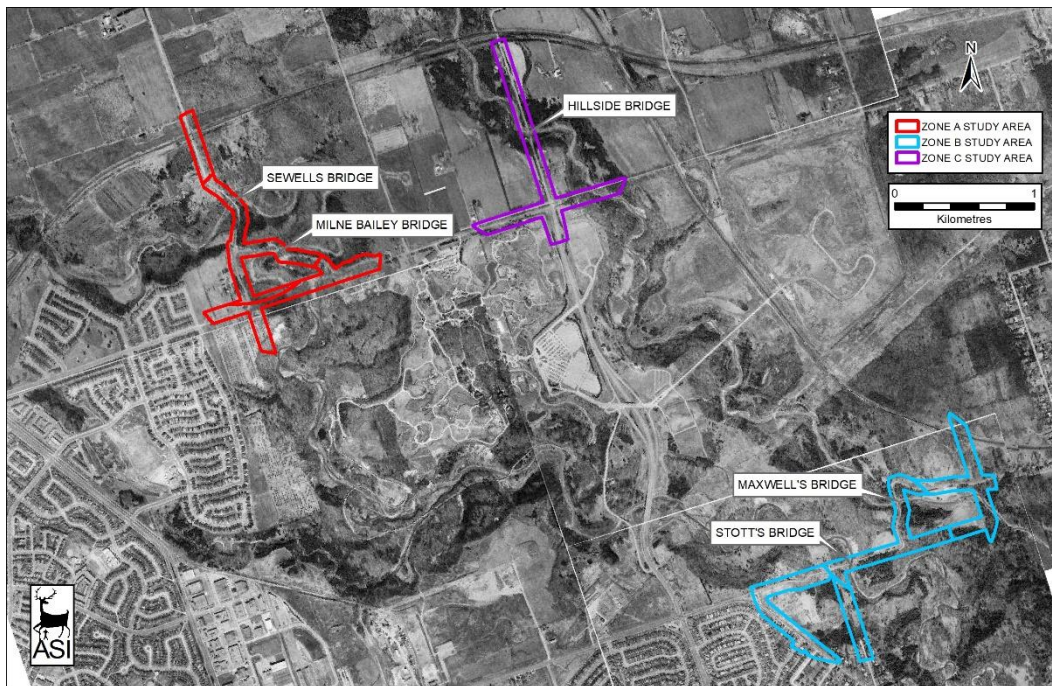 N
HILLSIDE BRIDGE
ZONE A STUDY AREA
ZONE B STUDY AREA
ZONE C STUDY AREA
SEWELLS BRIDGE
0 1
Kilometres
MILNE BAILEY BRIDGE
MAXWELL'S BRIDGE
STOTT'S BRIDGE
ASI